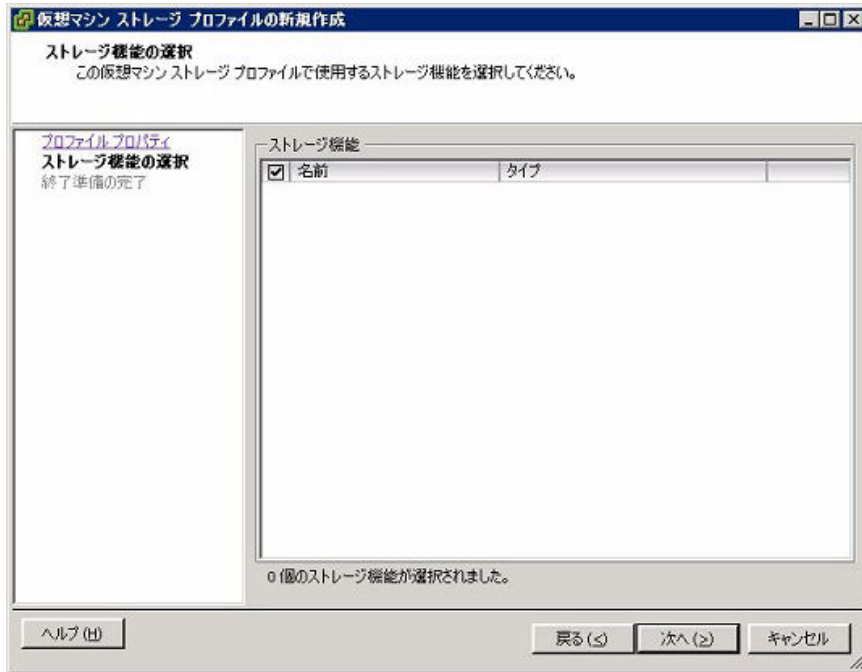 仮想マシン ストレージ プロファイルの新規作成
ストレージ機能の選択
この仮想マシン ストレージ プロファイルで使用するストレージ機能を選択してください。
プロファイル プロパティ
ストレージ機能の選択
終了準備の完了
ストレージ機能
名前 タイプ
0 個のストレージ機能が選択されました。
ヘルプ (H) 戻る (≤) 次へ (≥) キャンセル